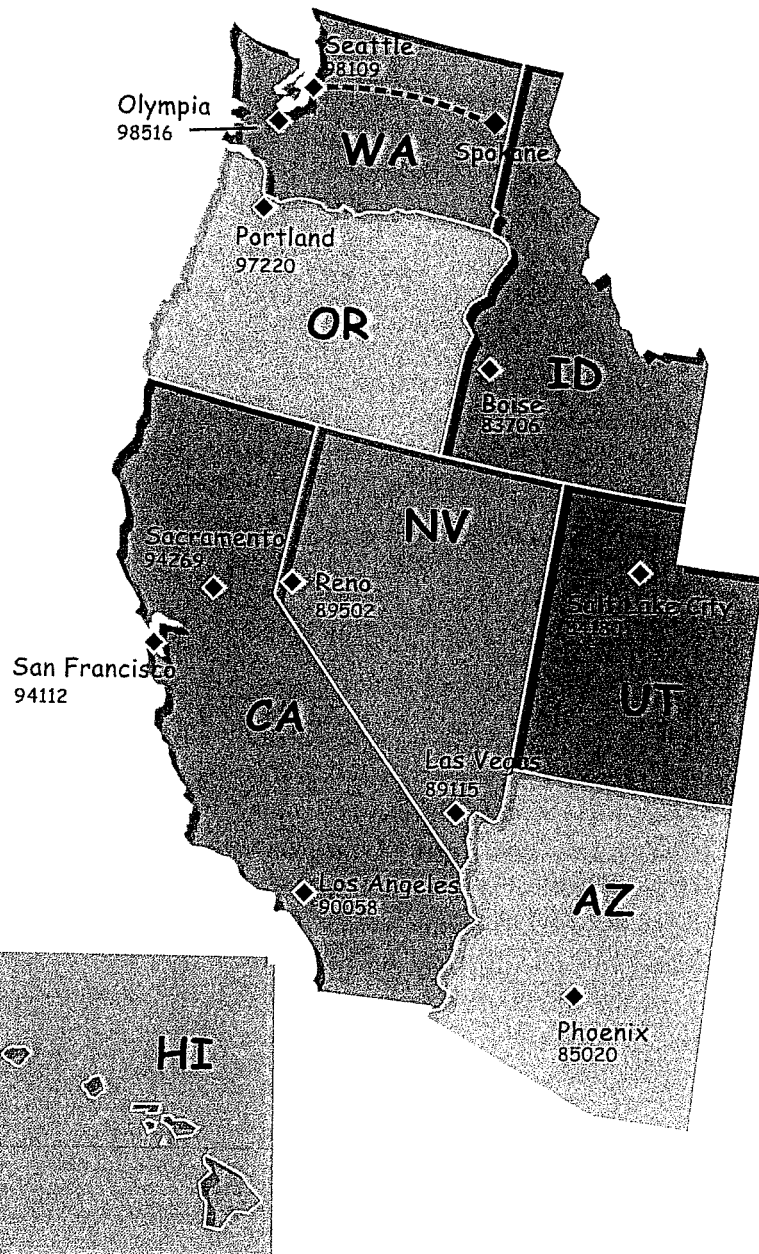 Seattle
98109
Olympia
98516
WA
Spokane
Portland
97220
OR
ID
Boise
83706
NV
Sacramento
94269
Reno
89502
Salt Lake City
San Francisco
94112
UT
CA
Las Vegas
89115
Los Angeles
90058
AZ
Phoenix
85020
HI